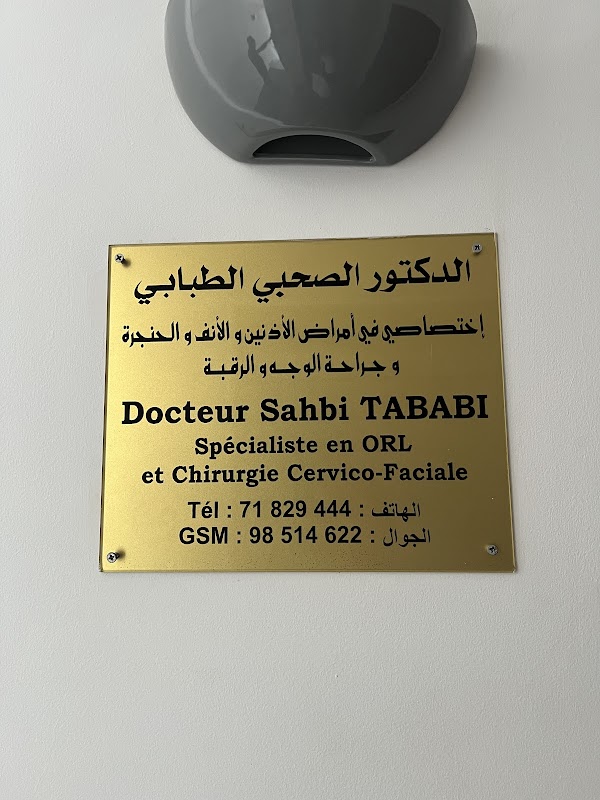 الدكتور الصحبي الطبابي
إختصاصي في أمراض الأذنين و الأنف و الحنجرة
و جراحة الوجه و الرقبة
Docteur Sahbi TABABI
Spécialiste en ORL
et Chirurgie Cervico-Faciale
Tél : 71 829 444 : الهاتف
GSM : 98 514 622 : الجوال